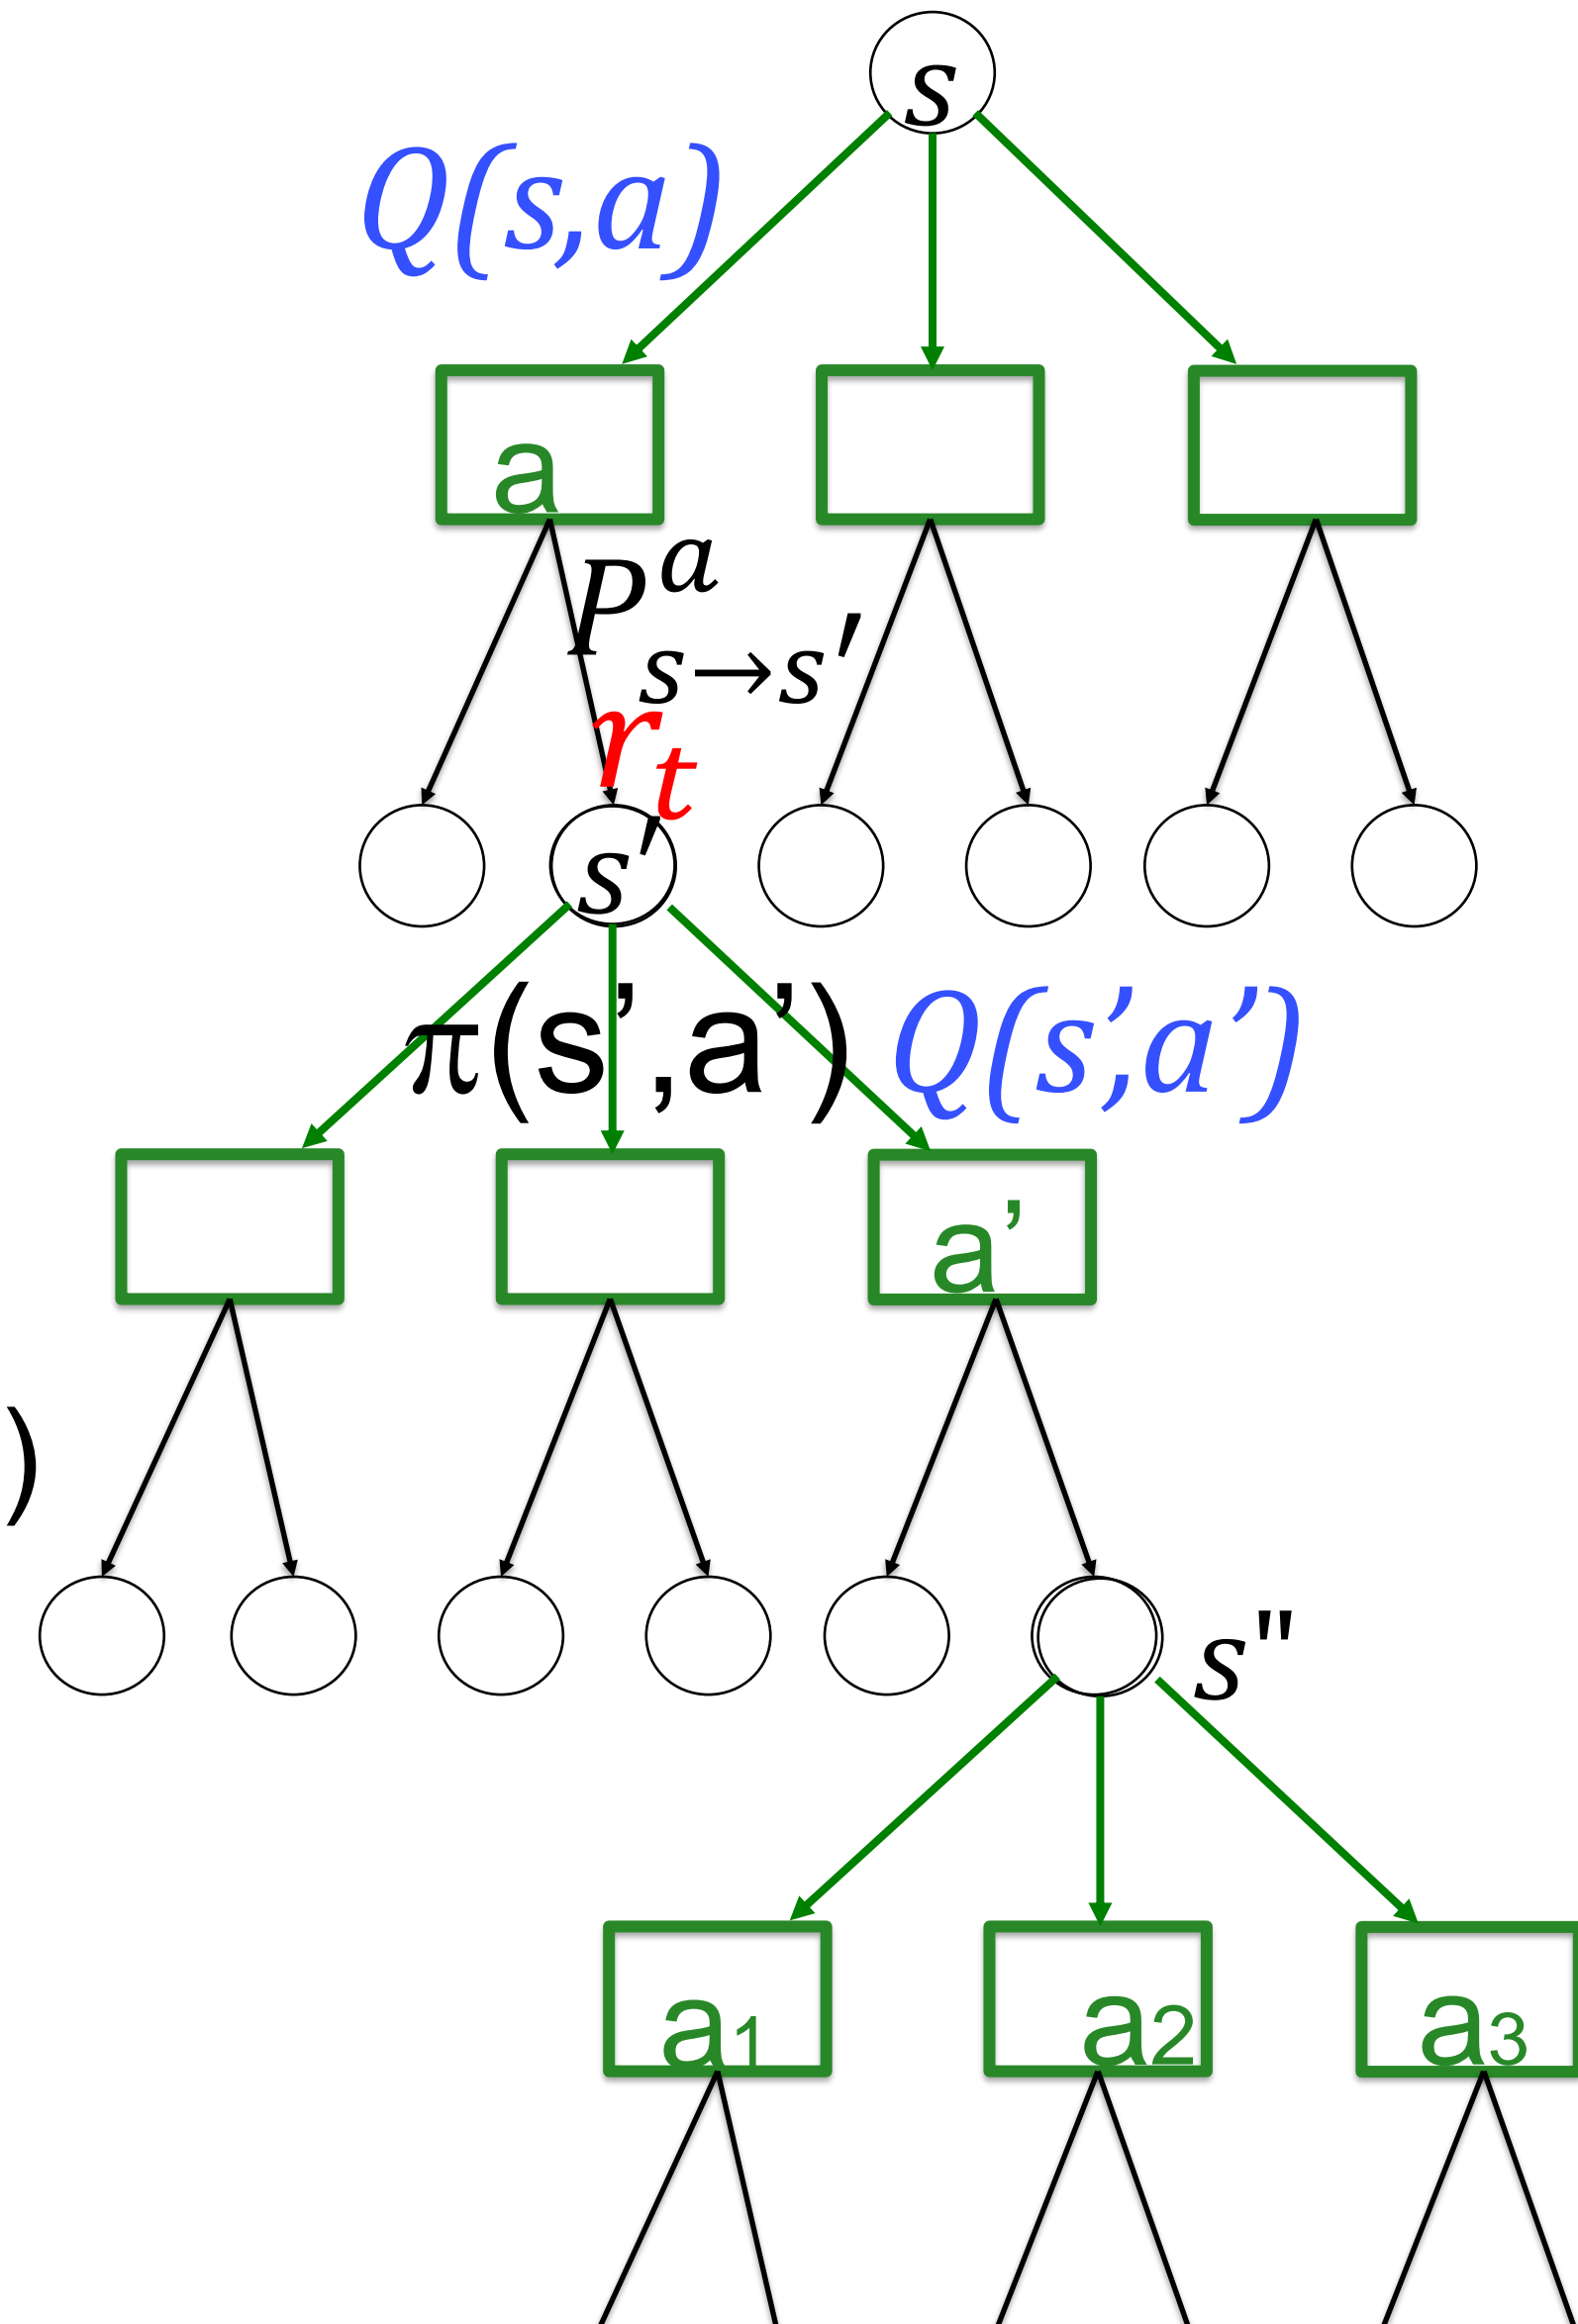 s
Q(s,a)
a
P^a_{s→s'}
r_t
s'
π(s’,a’) Q(s’,a’)
a’
)
s"
a1 a2 a3